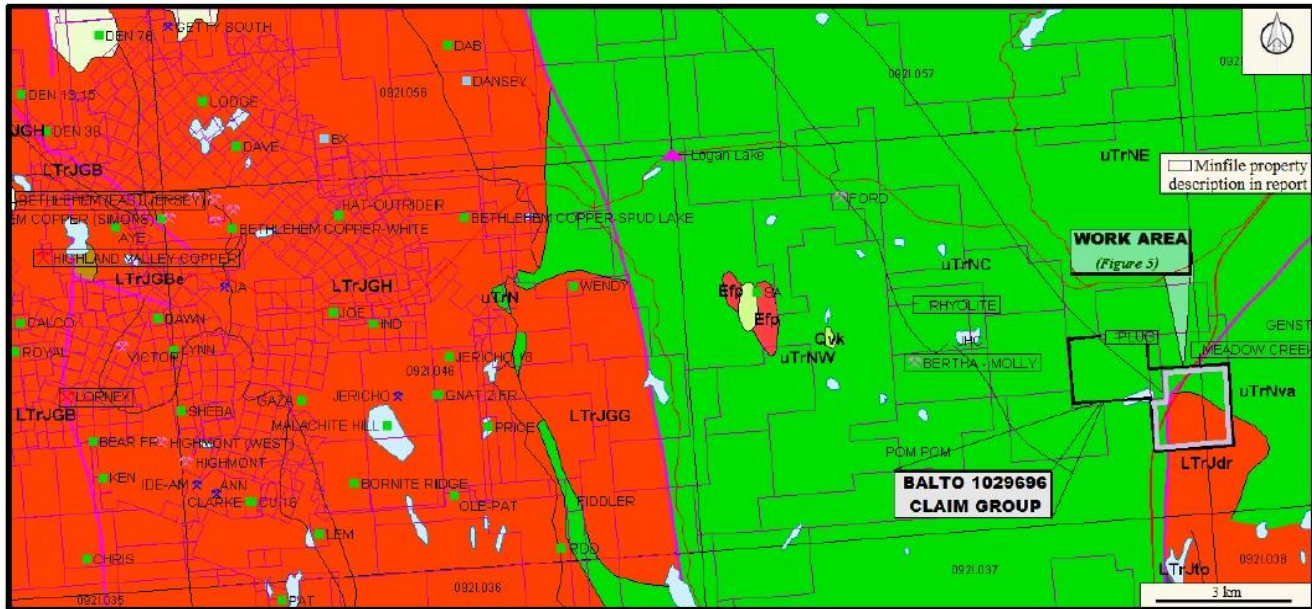 GETTY SOUTH
DEN 76
DAB
DANSEY
092I.056
092I.057
DEN 13,15
LODGE
BX
DEN 38
DAVE
JGH
LTrJGB
Logan Lake
uTrNE
Minfile property
description in report
BETHLEHEM (EAST JERSEY)
HAT-OUTRIDER
FORD
EM COPPER (SIMONS)
BETHLEHEM COPPER-SPUD LAKE
AYE
BETHLEHEM COPPER-WHITE
WORK AREA
(Figure 5)
HIGHLAND VALLEY COPPER
LTrJGBe
JA
LTrJGH
uTrN
WENDY
uTrNC
Efp
SA
RHYOLITE
CALCO
DAWN
JOE
IND
Efp
Qvk
HC
PLUG
GENST
ROYAL
VICTOR
LYNN
uTrNW
MEADOW CREEK
092I.046
BERTHA - MOLLY
LORNEX
GAZA
JERICHO
GNAT 2 ER
uTrNva
LTrJGB
SHEBA
MALACHITE HILL
PRICE
LTrJGG
BEAR FR
HIGHMONT (WEST)
POM POM
HIGHMONT
LTrJdr
KEN
IDE-AM
ANN
BORNITE RIDGE
BALTO 1029696
CLAIM GROUP
CLARKE
CU 16
OLE-PAT
FIDDLER
LEM
CHRIS
ROD
092I.038
092I.035
092I.036
092I.037
LTrJto
PAT
3 km